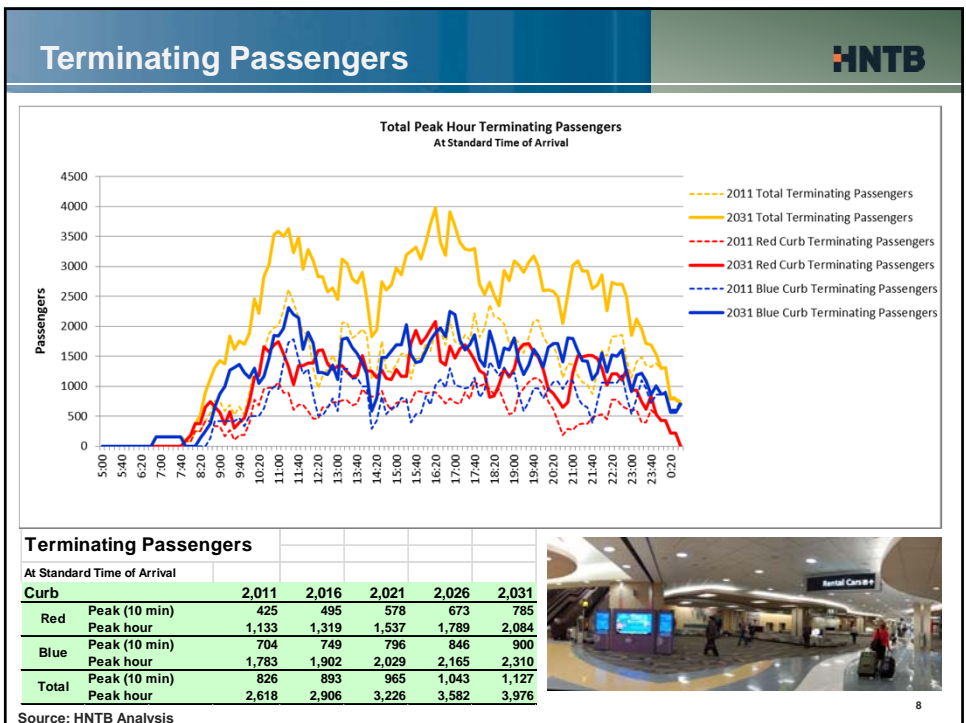 Terminating Passengers
HNTB
Total Peak Hour Terminating Passengers
At Standard Time of Arrival
Passengers
4500
4000
3500
3000
2500
2000
1500
1000
500
0
5:00 5:40 6:20 7:00 7:40 8:20 9:00 9:40 10:20 11:00 11:40 12:20 13:00 13:40 14:20 15:00 15:40 16:20 17:00 17:40 18:20 19:00 19:40 20:20 21:00 21:40 22:20 23:00 23:40 0:20
2011 Total Terminating Passengers
2031 Total Terminating Passengers
2011 Red Curb Terminating Passengers
2031 Red Curb Terminating Passengers
2011 Blue Curb Terminating Passengers
2031 Blue Curb Terminating Passengers
Terminating Passengers
At Standard Time of Arrival
Curb 2,011 2,016 2,021 2,026 2,031
Red Peak (10 min) 425 495 578 673 785
Peak hour 1,133 1,319 1,537 1,789 2,084
Blue Peak (10 min) 704 749 796 846 900
Peak hour 1,783 1,902 2,029 2,165 2,310
Total Peak (10 min) 826 893 965 1,043 1,127
Peak hour 2,618 2,906 3,226 3,582 3,976
Rental Cars
Source: HNTB Analysis
8